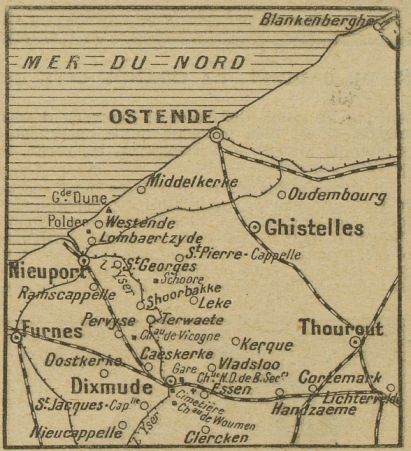 Blankenberghe
MER DU NORD
OSTENDE
Middelkerke
Oudembourg
Gde Dune
Polder
Westende
Ghistelles
Lombaertzyde
St Pierre-Cappelle
Nieuport
St Georges
l'Yser
Schoore
Ramscappelle
Shoorbakke
Leke
Furnes
Pervyse
Terwaete
Thourout
Chau de Vicogne
Kerque
Oostkerke
Caeskerke
Vladsloo
Gare
Chlle N.D. de B. Secrs
Dixmude
Essen
Cortemark
Lichtervelde
St Jacques-Caplle
Cimetière
Handzaeme
Chau de Woumen
Nieucappelle
l'Yser
Clercken